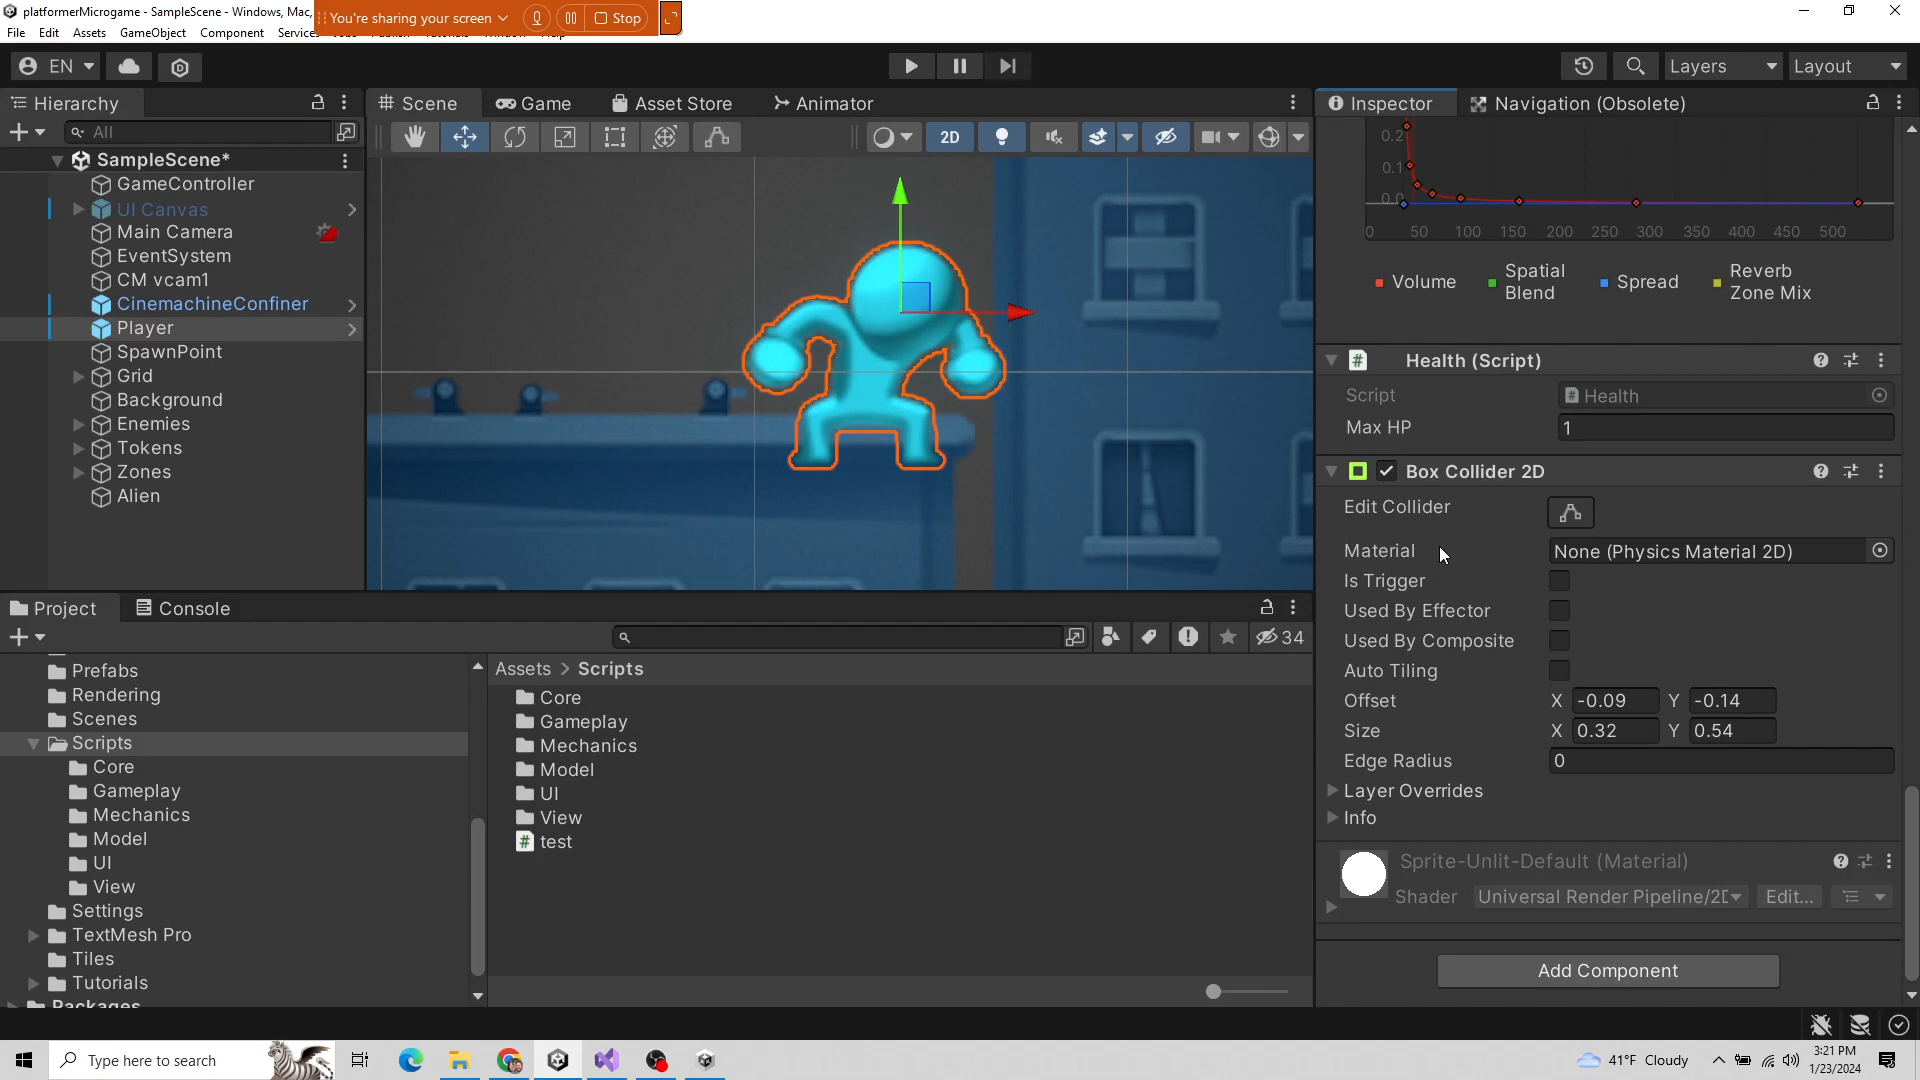 platformerMicrogame - SampleScene - Windows, Mac,
You're sharing your screen
Stop
File Edit Assets GameObject Component Services
EN
Layers
Layout
Hierarchy
Scene
Game
Asset Store
Animator
Inspector
Navigation (Obsolete)
All
2D
SampleScene*
GameController
UI Canvas
Main Camera
EventSystem
CM vcam1
CinemachineConfiner
Player
SpawnPoint
Grid
Background
Enemies
Tokens
Zones
Alien
0.2
0.1
0.0
0 50 100 150 200 250 300 350 400 450 500
Volume
Spatial Blend
Spread
Reverb Zone Mix
Health (Script)
Script
Health
Max HP
1
Box Collider 2D
Edit Collider
Material
None (Physics Material 2D)
Is Trigger
Used By Effector
Used By Composite
Auto Tiling
Offset X -0.09 Y -0.14
Size X 0.32 Y 0.54
Edge Radius 0
Layer Overrides
Info
Sprite-Unlit-Default (Material)
Shader
Universal Render Pipeline/2D
Edit...
Add Component
Project
Console
34
Prefabs
Rendering
Scenes
Scripts
Core
Gameplay
Mechanics
Model
UI
View
Settings
TextMesh Pro
Tiles
Tutorials
Packages
Assets > Scripts
Core
Gameplay
Mechanics
Model
UI
View
test
Type here to search
41°F Cloudy
3:21 PM
1/23/2024